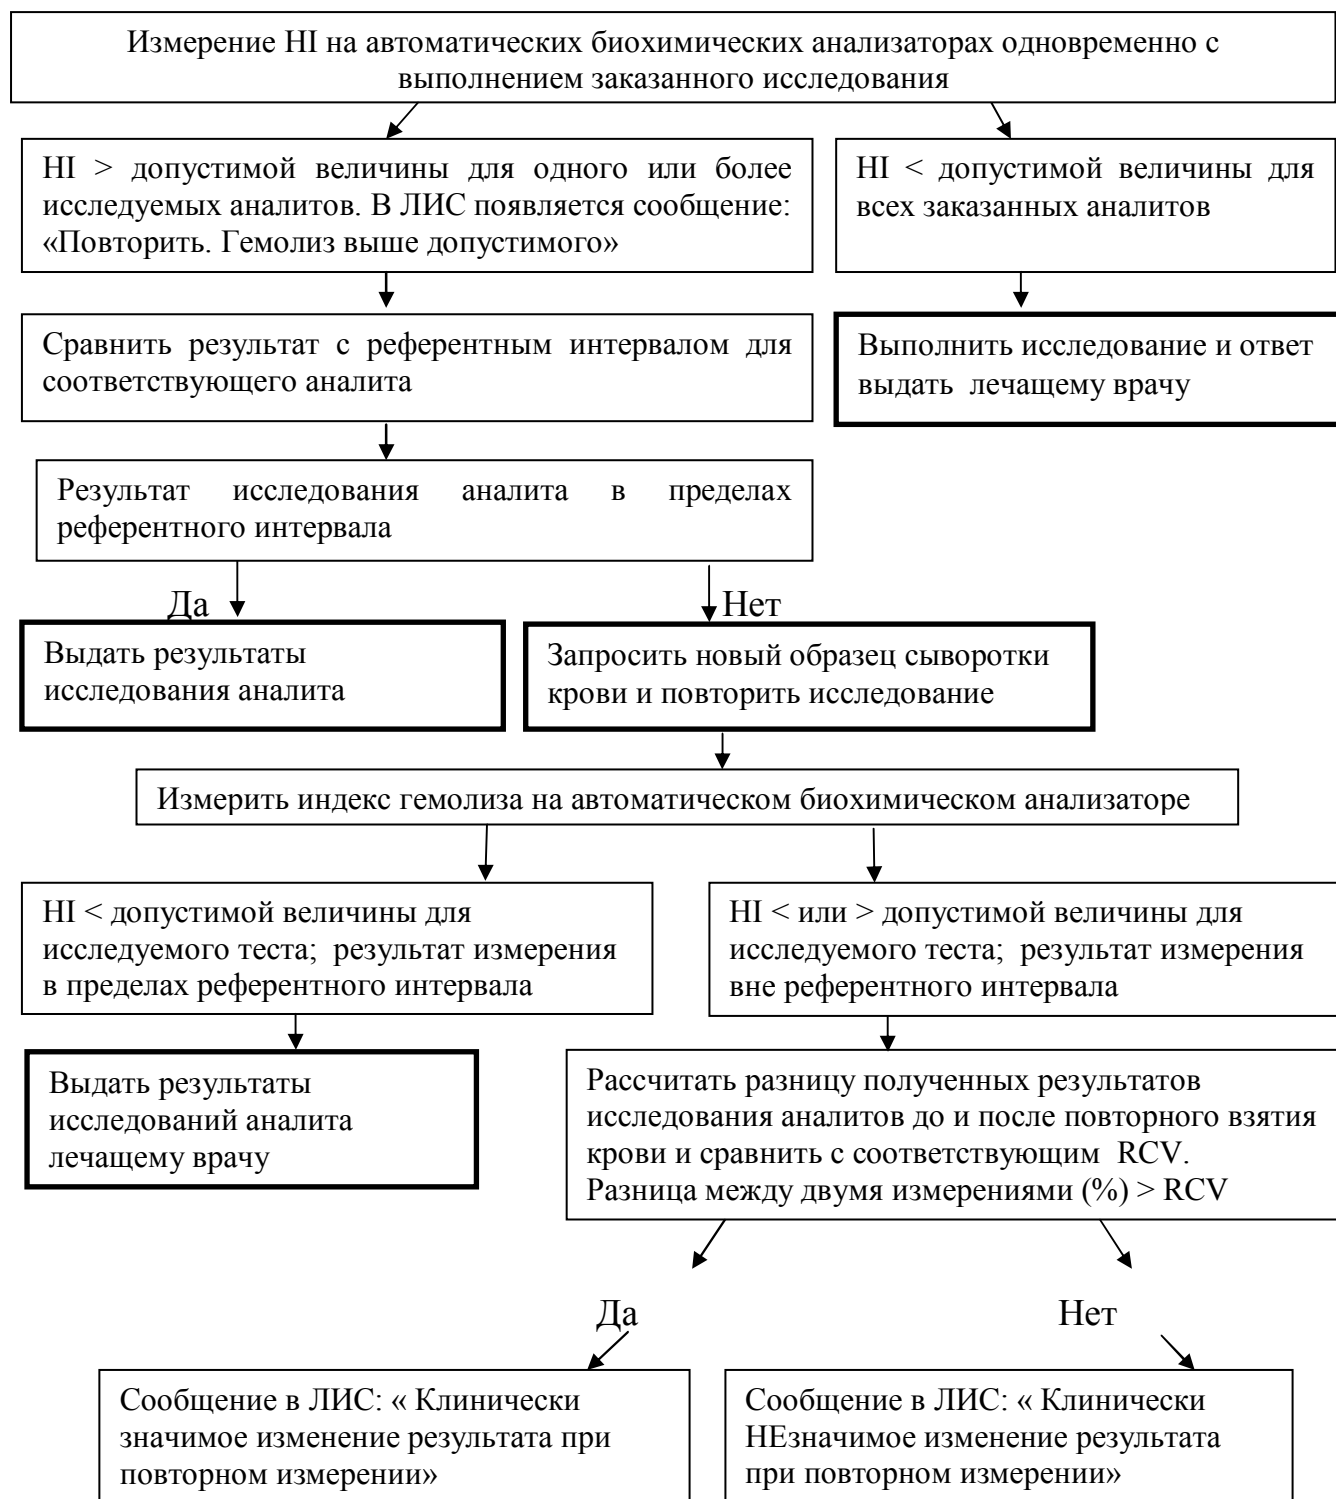 Измерение HI на автоматических биохимических анализаторах одновременно с
выполнением заказанного исследования
HI > допустимой величины для одного или более
исследуемых аналитов. В ЛИС появляется сообщение:
«Повторить. Гемолиз выше допустимого»
HI < допустимой величины для
всех заказанных аналитов
Сравнить результат с референтным интервалом для
соответствующего аналита
Выполнить исследование и ответ
выдать лечащему врачу
Результат исследования аналита в пределах
референтного интервала
Да
Нет
Выдать результаты
исследования аналита
Запросить новый образец сыворотки
крови и повторить исследование
Измерить индекс гемолиза на автоматическом биохимическом анализаторе
HI < допустимой величины для
исследуемого теста; результат измерения
в пределах референтного интервала
HI < или > допустимой величины для
исследуемого теста; результат измерения
вне референтного интервала
Выдать результаты
исследований аналита
лечащему врачу
Рассчитать разницу полученных результатов
исследования аналитов до и после повторного взятия
крови и сравнить с соответствующим RCV.
Разница между двумя измерениями (%) > RCV
Да
Нет
Сообщение в ЛИС: « Клинически
значимое изменение результата при
повторном измерении»
Сообщение в ЛИС: « Клинически
НЕзначимое изменение результата
при повторном измерении»